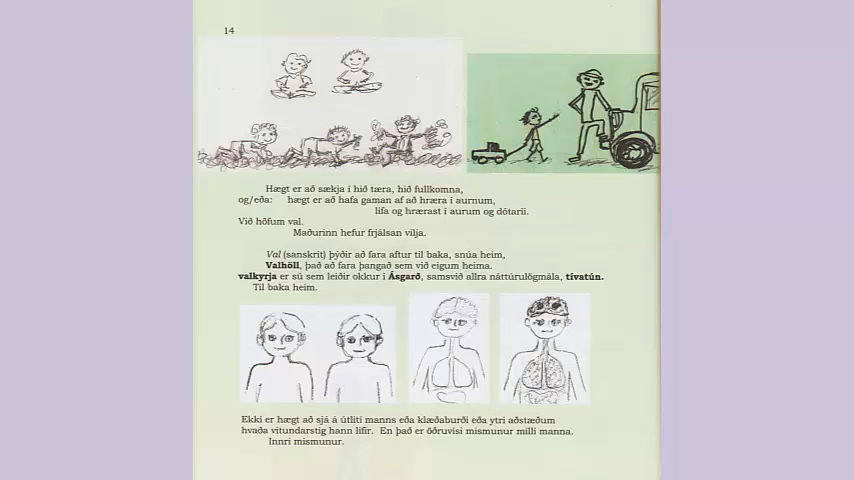 14
Hægt er að sækja í hið tæra, hið fullkomna,
og/eða: hægt er að hafa gaman af að hræra í aurnum,
lifa og hrærast í aurum og dótaríi.
Við höfum val.
Maðurinn hefur frjálsan vilja.
Val (sanskrit) þýðir að fara aftur til baka, snúa heim,
Valhöll, það að fara þangað sem við eigum heima.
valkyrja er sú sem leiðir okkur í Ásgarð, samsvið allra náttúrulögmála, tívatún.
Til baka heim.
Ekki er hægt að sjá á útliti manns eða klæðaburði eða ytri aðstæðum
hvaða vitundarstig hann lifir. En það er öðruvísi mismunur milli manna.
Innri mismunur.